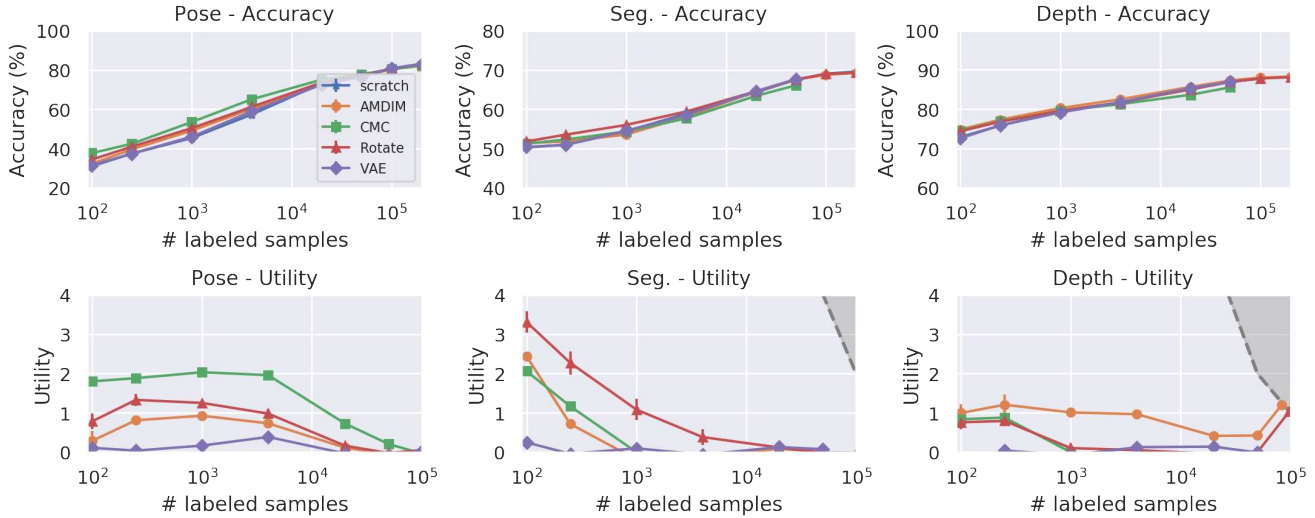 Pose - Accuracy
Accuracy (%)
100
80
60
40
20
10²
10³
10⁴
10⁵
# labeled samples
scratch
AMDIM
CMC
Rotate
VAE
Seg. - Accuracy
Accuracy (%)
80
70
60
50
40
10²
10³
10⁴
10⁵
# labeled samples
Depth - Accuracy
Accuracy (%)
100
90
80
70
60
10²
10³
10⁴
10⁵
# labeled samples
Pose - Utility
Utility
4
3
2
1
0
10²
10³
10⁴
10⁵
# labeled samples
Seg. - Utility
Utility
4
3
2
1
0
10²
10³
10⁴
10⁵
# labeled samples
Depth - Utility
Utility
4
3
2
1
0
10²
10³
10⁴
10⁵
# labeled samples